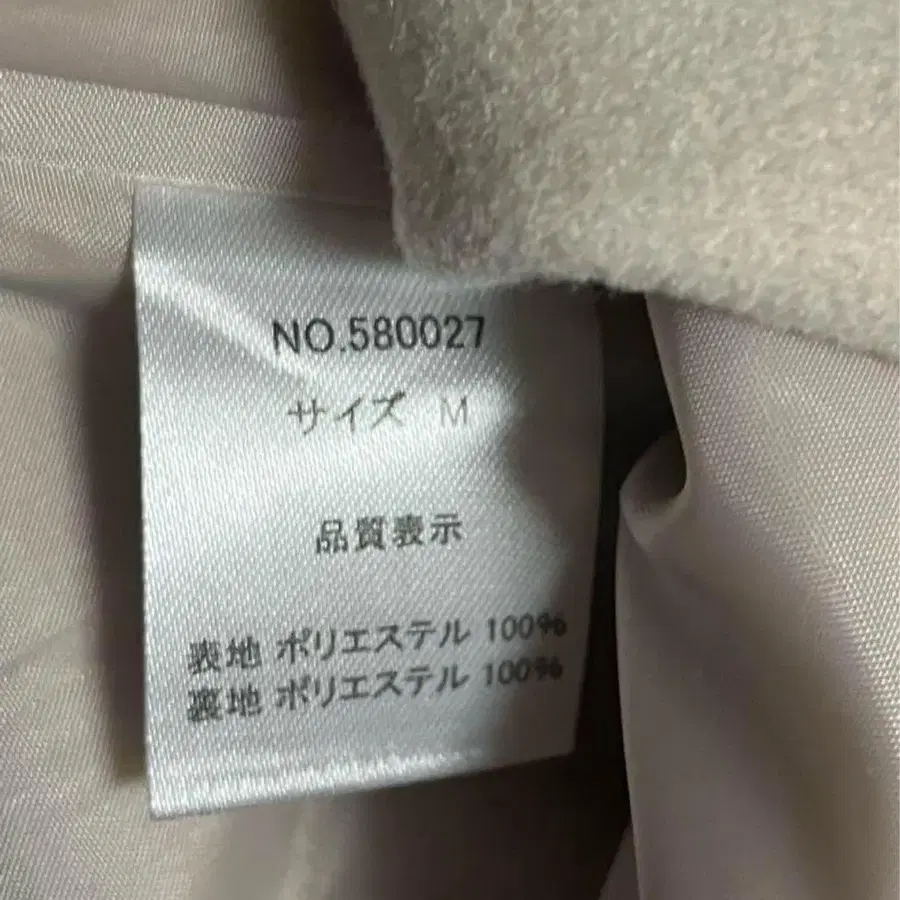 NO.580027
サイズ M
品質表示
表地 ポリエステル 100%
裏地 ポリエステル 100%